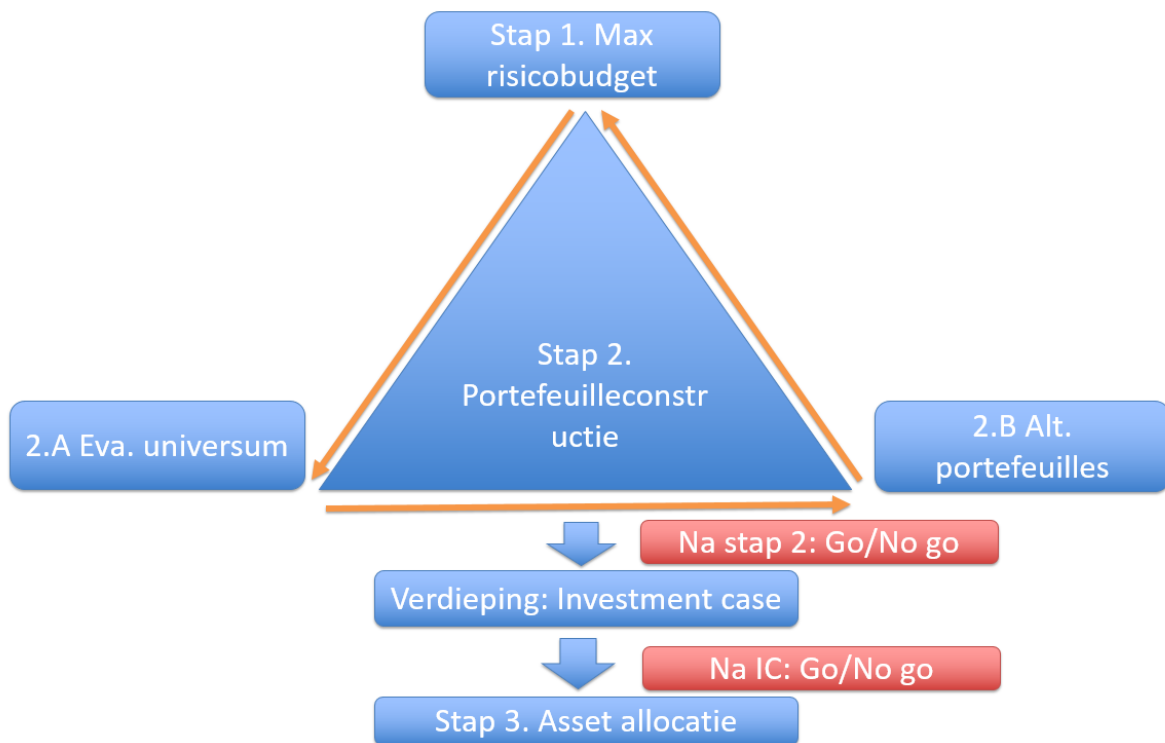 Stap 1. Max
risicobudget
Stap 2.
Portefeuilleconstr
uctie
2.A Eva. universum
2.B Alt.
portefeuilles
Na stap 2: Go/No go
Verdieping: Investment case
Na IC: Go/No go
Stap 3. Asset allocatie